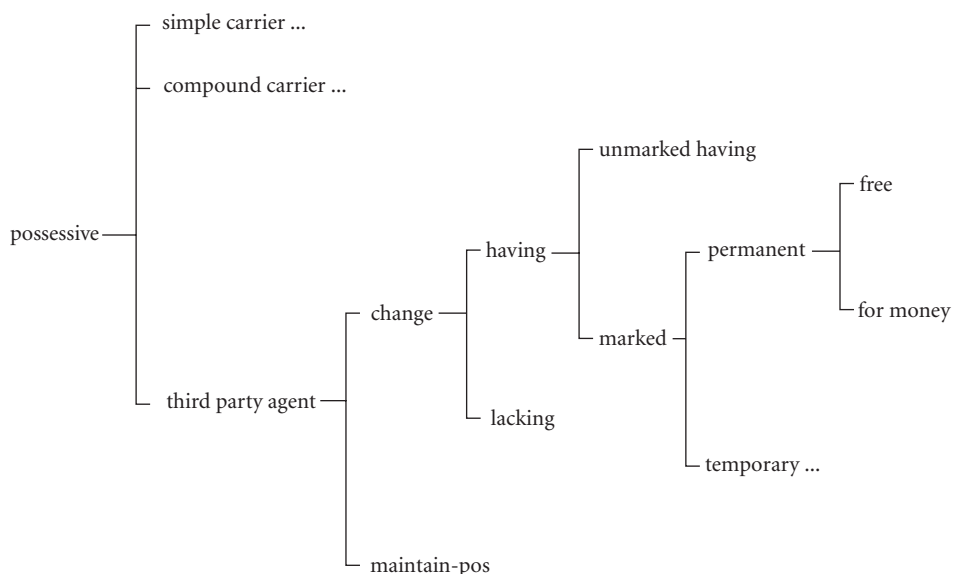 simple carrier ...
compound carrier ...
unmarked having
free
possessive
having
permanent
change
for money
marked
third party agent
lacking
temporary ...
maintain-pos